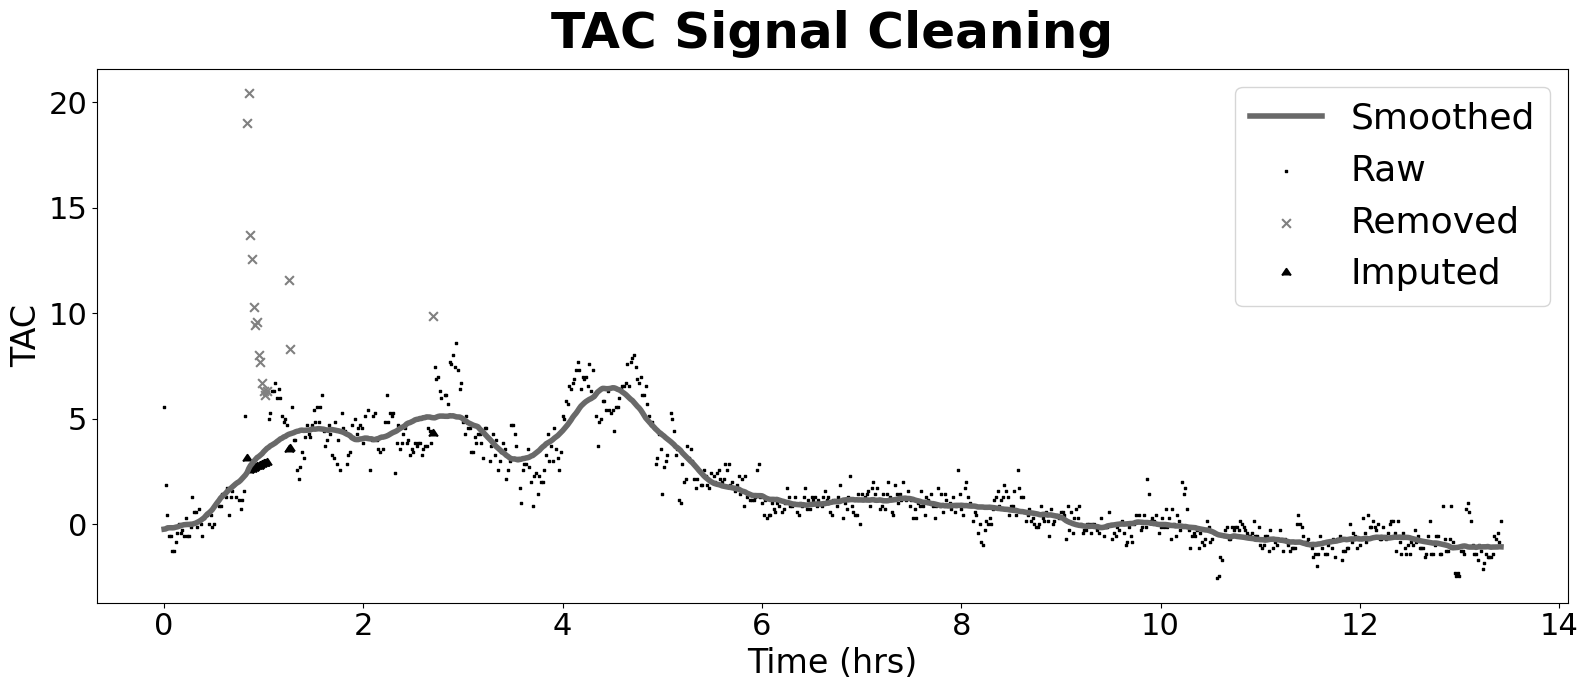 TAC Signal Cleaning
TAC
20
15
10
5
0
Smoothed
Raw
Removed
Imputed
0 2 4 6 8 10 12 14
Time (hrs)